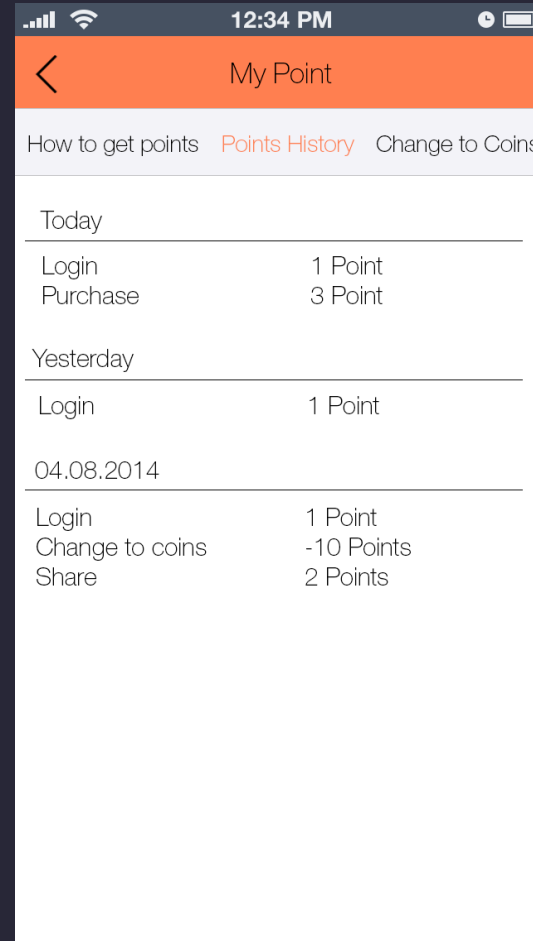 12:34 PM
My Point
How to get points Points History Change to Coins
Today
Login 1 Point
Purchase 3 Point
Yesterday
Login 1 Point
04.08.2014
Login 1 Point
Change to coins -10 Points
Share 2 Points